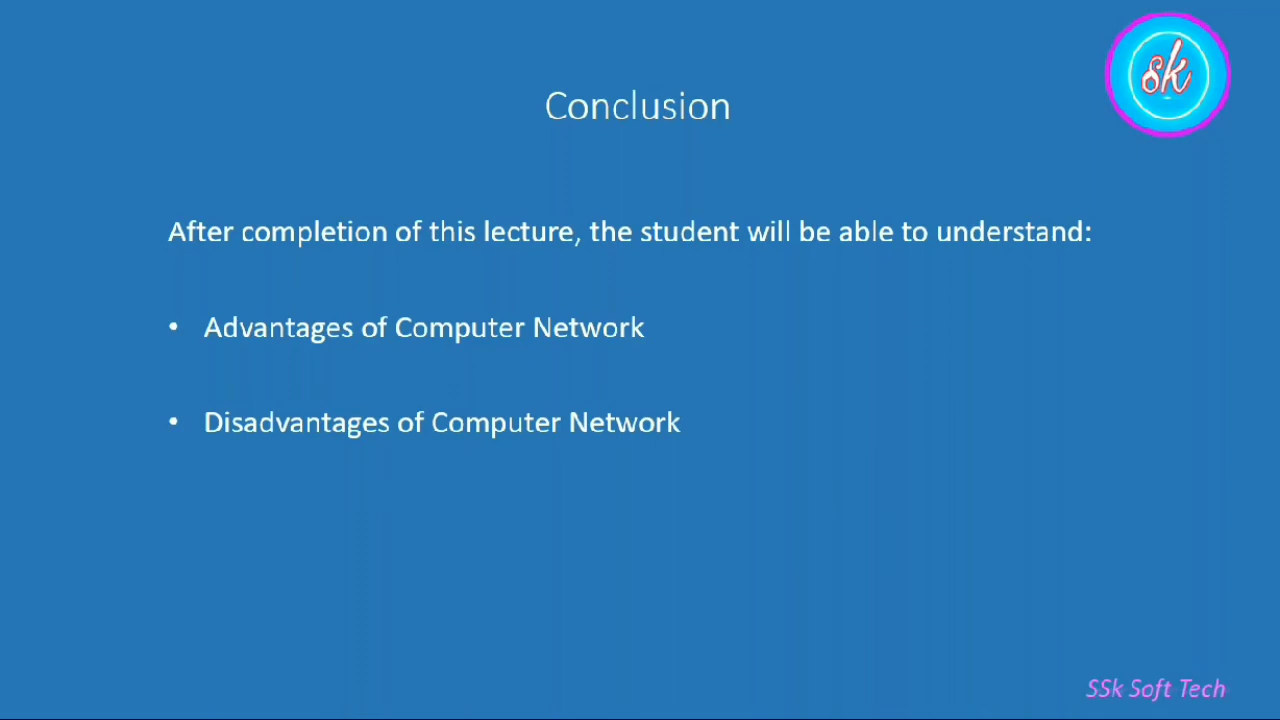 sk
Conclusion
After completion of this lecture, the student will be able to understand:
• Advantages of Computer Network
• Disadvantages of Computer Network
SSk Soft Tech